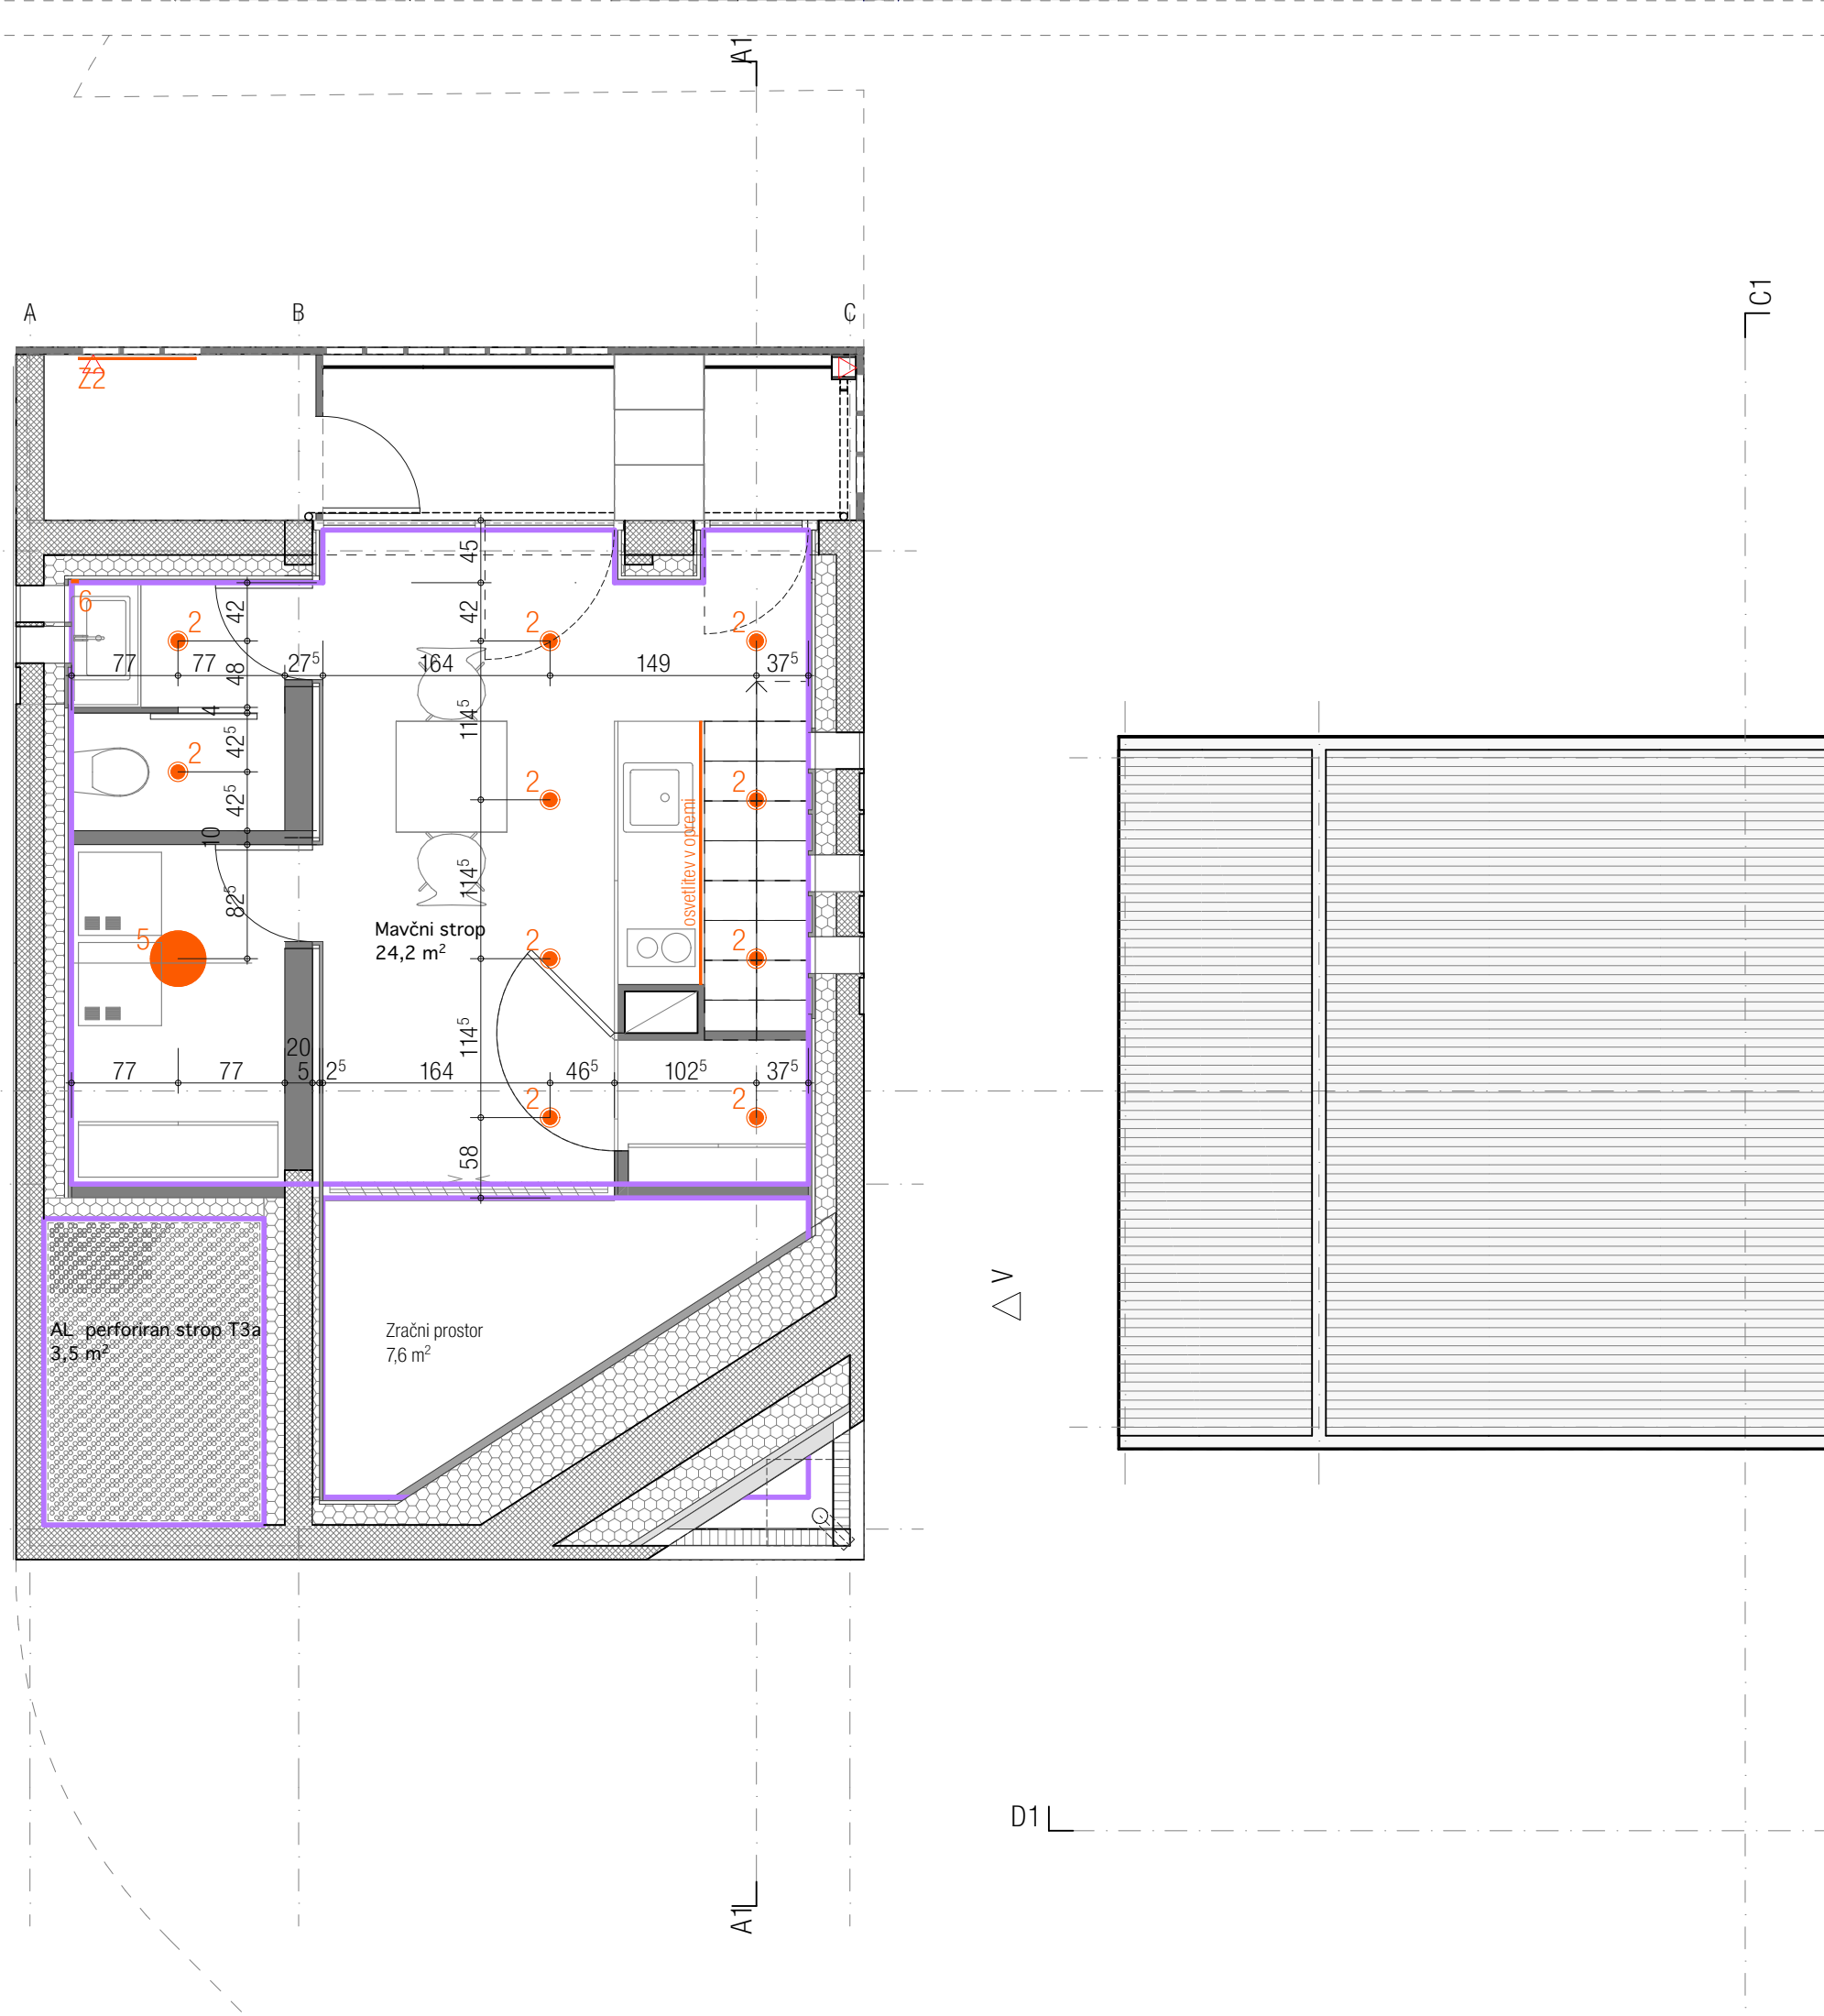 A1
C1
A
B
C
Z2
45
6
2
42
42
2
2
77
77
48
27⁵
164
149
37⁵
4
2
42⁵
114⁵
2
2
42⁵
10
osvetlitev v opremi
82⁵
114⁵
5
Mavčni strop
24,2 m²
2
2
114⁵
20
77
77
5
2⁵
164
46⁵
102⁵
37⁵
2
2
58
V
AL perforiran strop T3a
3,5 m²
Zračni prostor
7,6 m²
D1
A1